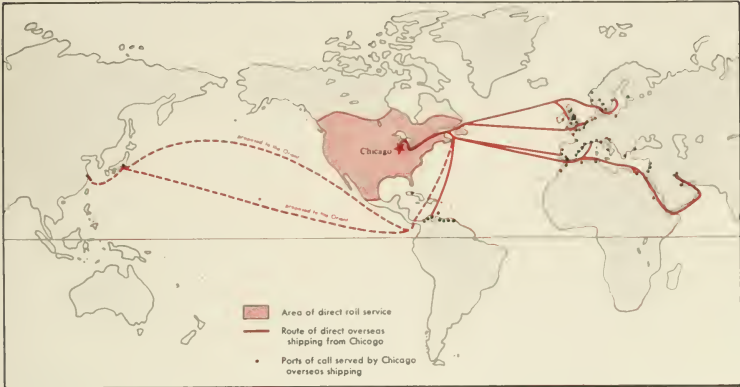 proposed to the Orient
Chicago
proposed to the Orient
Area of direct rail service
Route of direct overseas
shipping from Chicago
Ports of call served by Chicago
overseas shipping